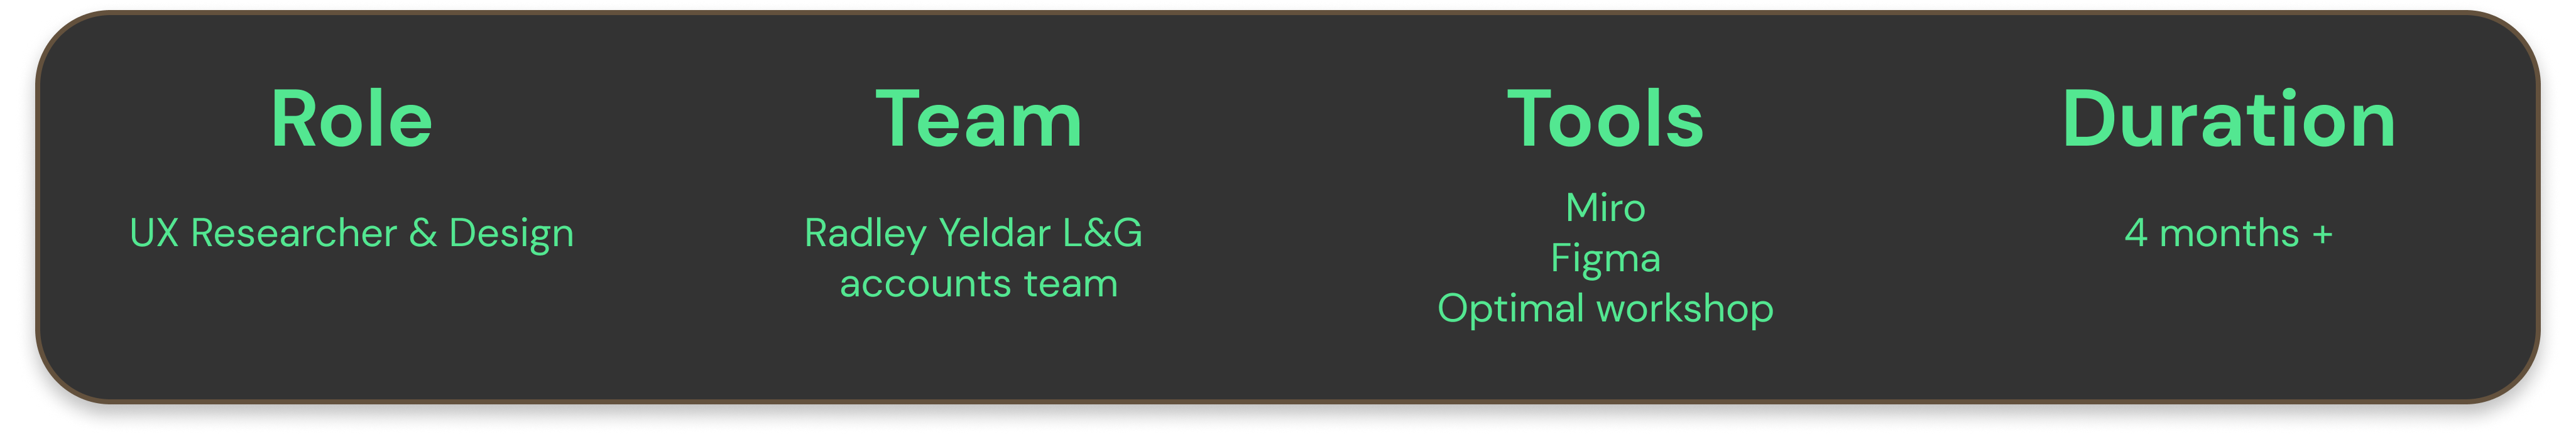 Role
UX Researcher & Design
Team
Radley Yeldar L&G
accounts team
Tools
Miro
Figma
Optimal workshop
Duration
4 months +